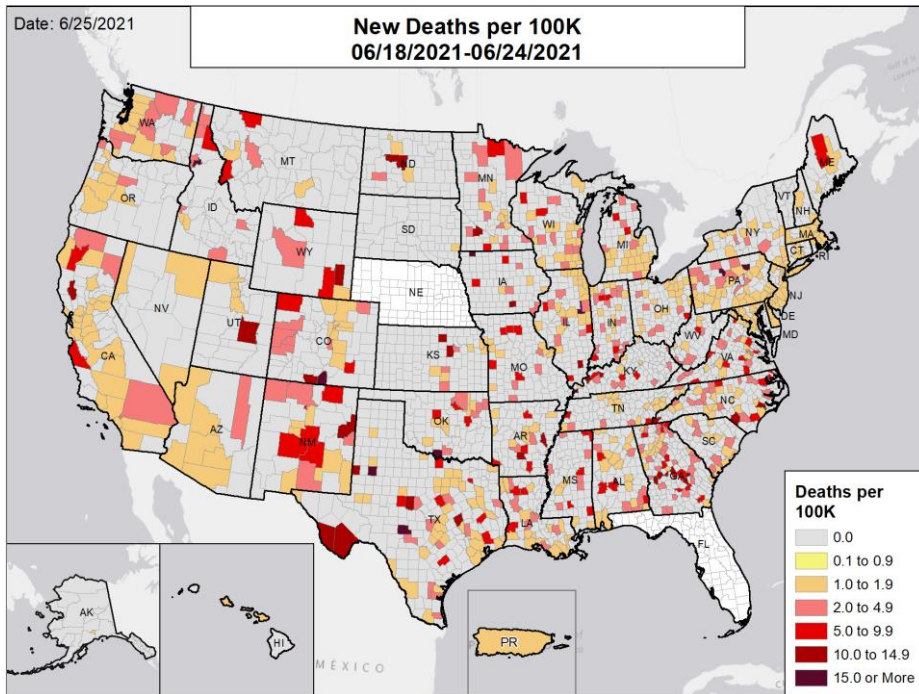 Date: 6/25/2021
New Deaths per 100K
06/18/2021-06/24/2021
WA
MT
ND
MN
ME
OR
ID
WY
SD
WI
MI
NY
VT
NH
MA
CT
RI
NV
UT
CO
NE
IA
IL
IN
OH
PA
NJ
DE
MD
CA
AZ
NM
KS
MO
KY
WV
VA
OK
AR
TN
NC
SC
TX
LA
MS
AL
GA
FL
AK
HI
MÉXICO
PR
Deaths per
100K
0.0
0.1 to 0.9
1.0 to 1.9
2.0 to 4.9
5.0 to 9.9
10.0 to 14.9
15.0 or More